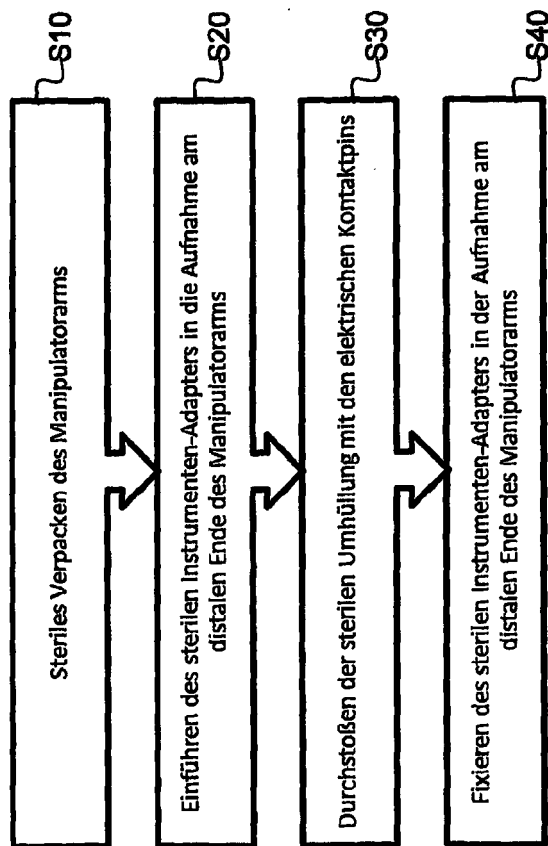 Steriles Verpacken des Manipulatorarms
S10
Einführen des sterilen Instrumenten-Adapters in die Aufnahme am
distalen Ende des Manipulatorarms
S20
Durchstoßen der sterilen Umhüllung mit den elektrischen Kontaktpins
S30
Fixieren des sterilen Instrumenten-Adapters in der Aufnahme am
distalen Ende des Manipulatorarms
S40